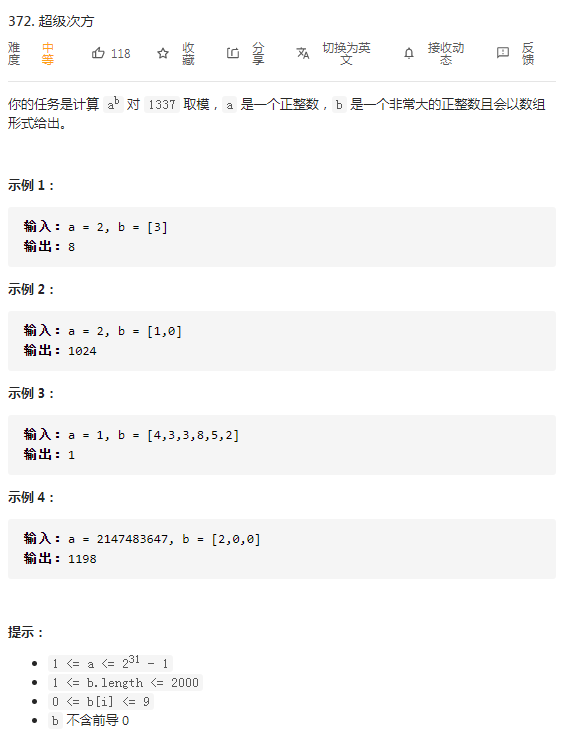 372. 超级次方
难度 中等 118 收藏 分享 切换为英文 接收动态 反馈
你的任务是计算 aᵇ 对 1337 取模，a 是一个正整数，b 是一个非常大的正整数且会以数组
形式给出。
示例 1：
输入：a = 2, b = [3]
输出：8
示例 2：
输入：a = 2, b = [1,0]
输出：1024
示例 3：
输入：a = 1, b = [4,3,3,8,5,2]
输出：1
示例 4：
输入：a = 2147483647, b = [2,0,0]
输出：1198
提示：
1 <= a <= 2³¹ - 1
1 <= b.length <= 2000
0 <= b[i] <= 9
b 不含前导 0